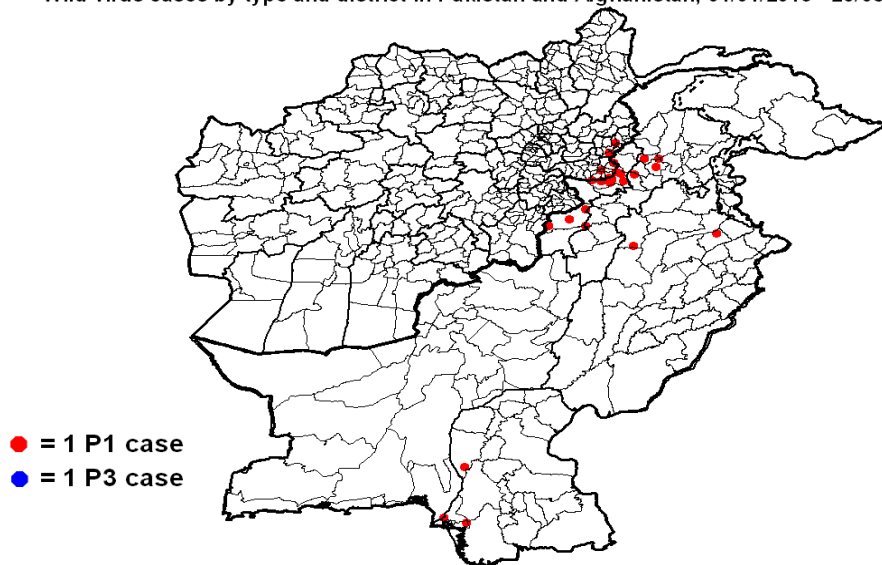 Wild virus cases by type and district in Pakistan and Afghanistan,
= 1 P1 case
= 1 P3 case